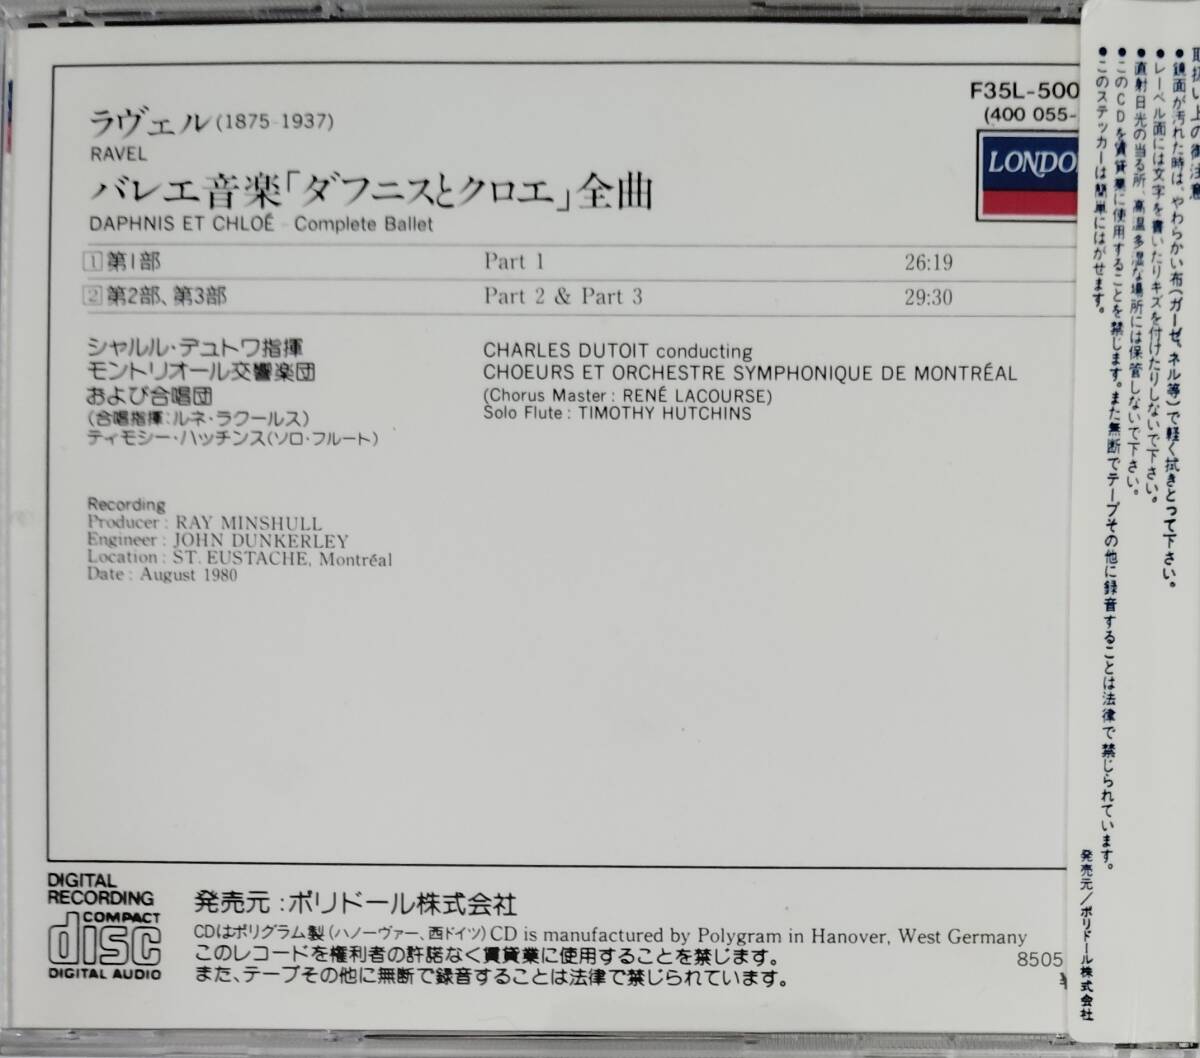 F35L-500
(400 055-
LONDON
ラヴェル(1875-1937)
RAVEL
バレエ音楽「ダフニスとクロエ」全曲
DAPHNIS ET CHLOÉ - Complete Ballet
1 第1部 Part 1 26:19
2 第2部、第3部 Part 2 & Part 3 29:30
シャルル・デュトワ指揮
モントリオール交響楽団
および合唱団
(合唱指揮:ルネ・ラクールス)
ティモシー・ハッチンス(ソロ・フルート)
CHARLES DUTOIT conducting
CHOEURS ET ORCHESTRE SYMPHONIQUE DE MONTRÉAL
(Chorus Master : RENÉ LACOURSE)
Solo Flute : TIMOTHY HUTCHINS
Recording
Producer : RAY MINSHULL
Engineer : JOHN DUNKERLEY
Location : ST. EUSTACHE, Montréal
Date : August 1980
DIGITAL
RECORDING
COMPACT
disc
DIGITAL AUDIO
発売元:ポリドール株式会社
CDはポリグラム製(ハノーヴァー、西ドイツ) CD is manufactured by Polygram in Hanover, West Germany
このレコードを権利者の許諾なく賃貸業に使用することを禁じます。
また、テープその他に無断で録音することは法律で禁じられています。
8505
¥
取扱い上の御注意
●鏡面が汚れた時は、やわらかい布(ガーゼ、ネル等)で軽く拭きとって下さい。
●レーベル面には文字を書いたりキズを付けたりしないで下さい。
●直射日光の当る所、高温多湿な場所には保管しないで下さい。
●このCDを賃貸業に使用することを禁じます。また無断でテープその他に録音することは法律で禁じられています。
●このステッカーは簡単にはがせます。
発売元/ポリドール株式会社